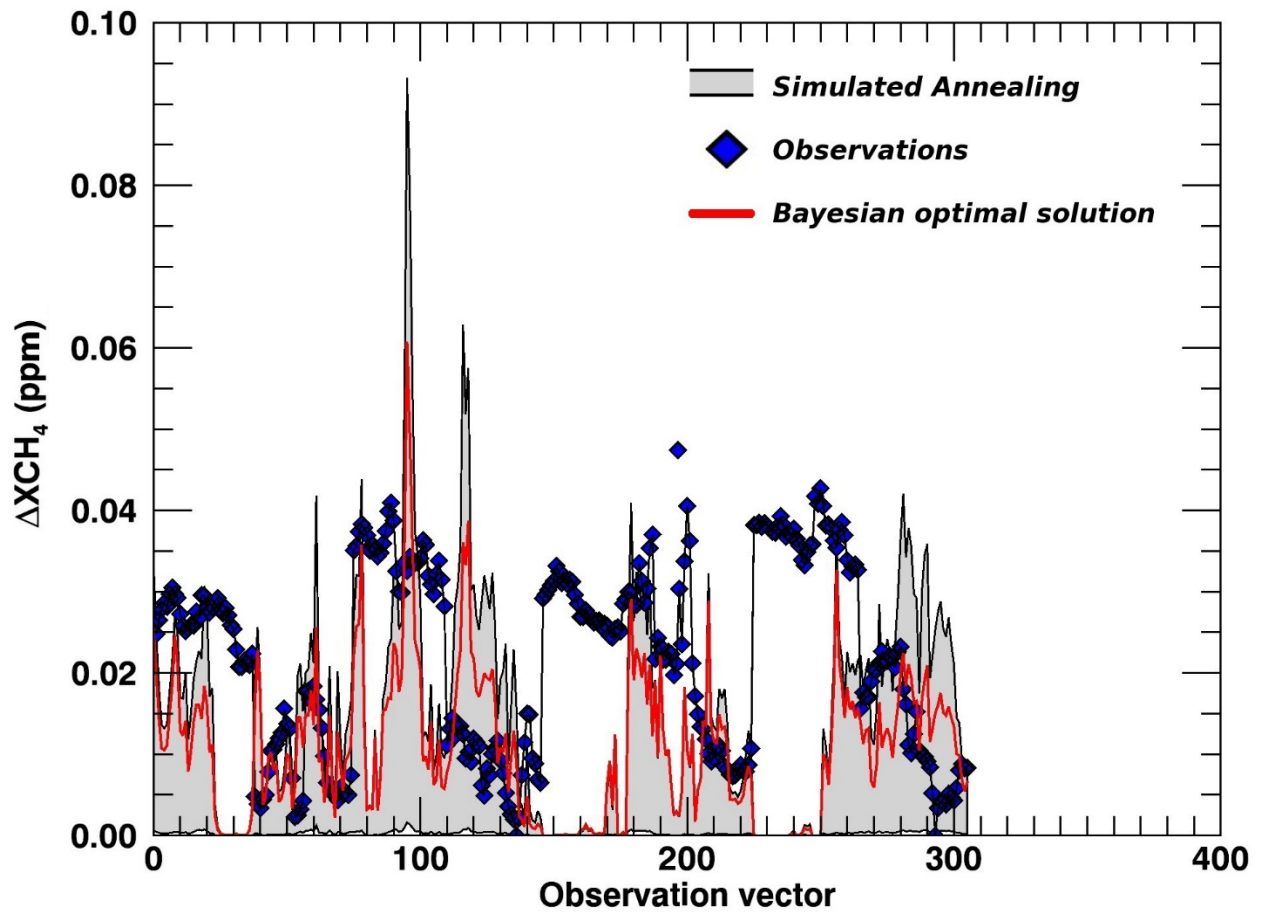 0.10
0.08
0.06
0.04
0.02
0.00
ΔXCH₄ (ppm)
Simulated Annealing
Observations
Bayesian optimal solution
0 100 200 300 400
Observation vector